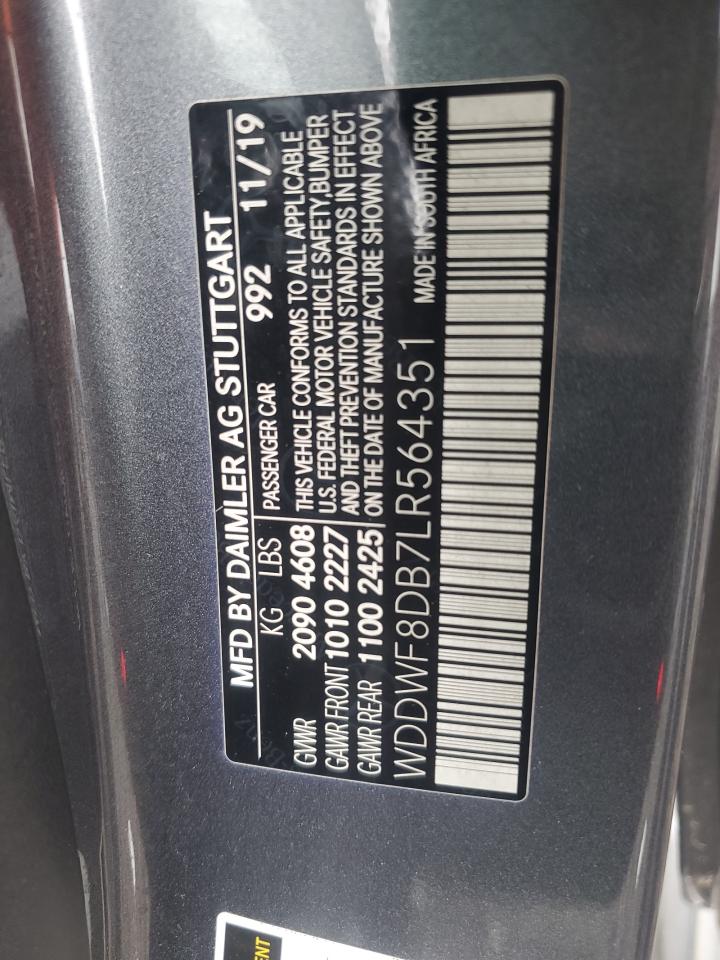 MFD BY DAIMLER AG STUTTGART
KG LBS PASSENGER CAR 992 11/19
GVWR 2090 4608 THIS VEHICLE CONFORMS TO ALL APPLICABLE
GAWR FRONT 1010 2227 U.S. FEDERAL MOTOR VEHICLE SAFETY, BUMPER
GAWR REAR 1100 2425 AND THEFT PREVENTION STANDARDS IN EFFECT
ON THE DATE OF MANUFACTURE SHOWN ABOVE
WDDWF8DB7LR564351 MADE IN SOUTH AFRICA